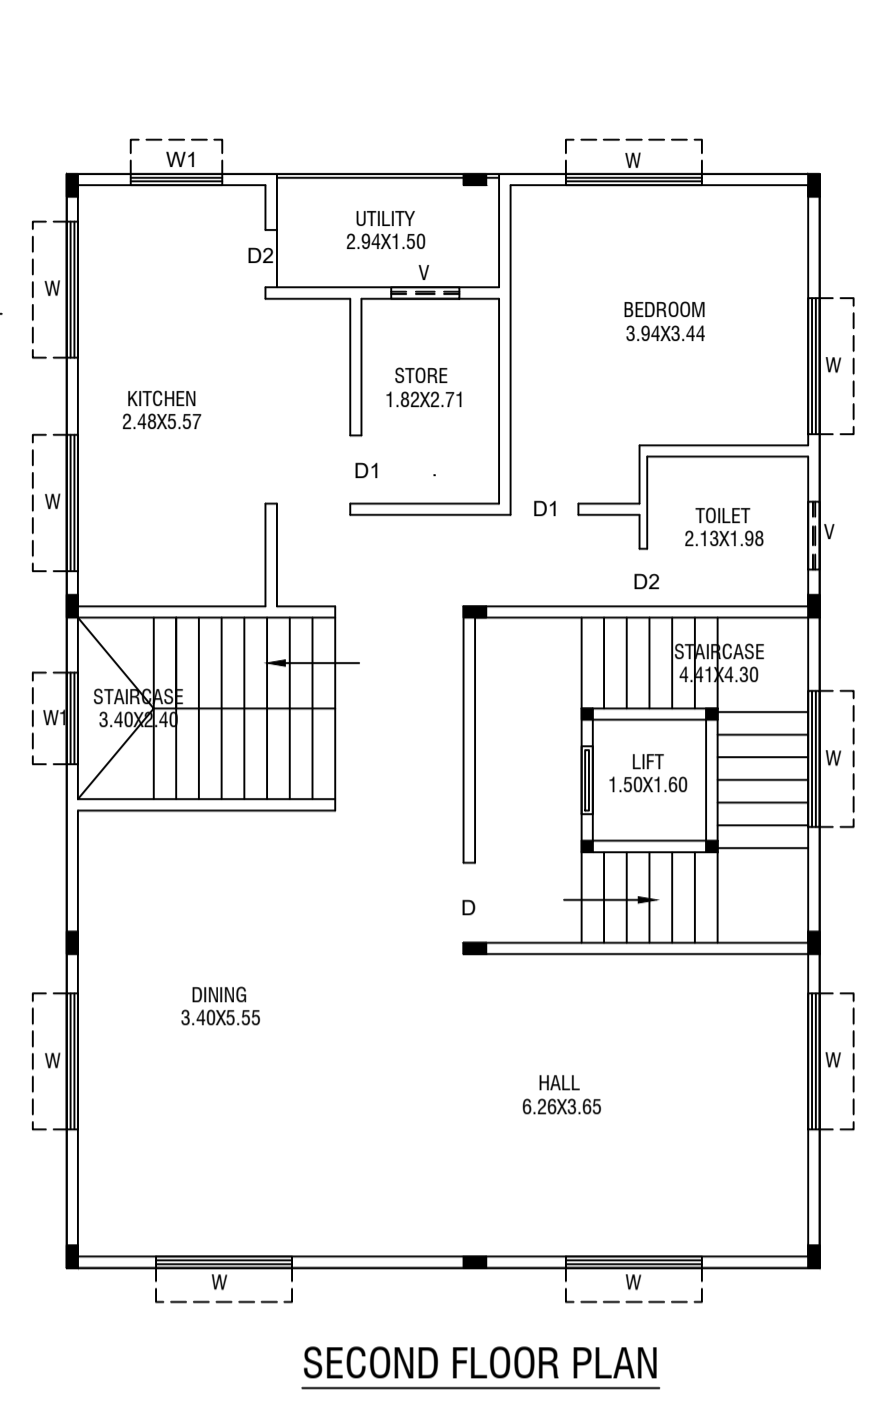 W1
W
UTILITY
2.94X1.50
D2
V
W
BEDROOM
3.94X3.44
W
STORE
1.82X2.71
KITCHEN
2.48X5.57
D1
W
D1
TOILET
2.13X1.98
V
D2
STAIRCASE
4.41X4.30
STAIRCASE
3.40X2.40
W1
LIFT
1.50X1.60
W
D
DINING
3.40X5.55
W
W
HALL
6.26X3.65
W
W
SECOND FLOOR PLAN